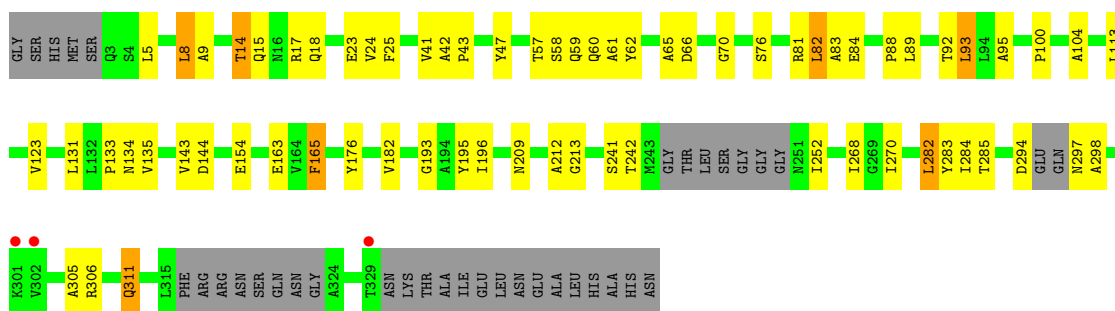 GLY SER HIS MET SER Q3 S4 L5 L8 A9 T14 Q15 N16 R17 Q18 E23 V24 F25 V41 A42 P43 Y47 T57 S58 Q59 Q60 A61 Y62 A65 D66 G70 S76 R81 L82 A83 E84 P88 L89 T92 L93 L94 A95 P100 A104 L113
V123 L131 L132 P133 N134 V135 V143 D144 E154 E163 V164 F165 Y176 V182 G193 A194 Y195 I196 N209 A212 G213 S241 T242 M243 GLY THR LEU SER GLY GLY GLY N251 I252 I268 G269 I270 L282 Y283 I284 T285 D294 GLU GLN N297 A298
K301 V302 A305 R306 Q311 L315 PHE ARG ARG ASN SER GLN ASN GLY A324 T329 ASN LYS THR ALA ILE GLU LEU ASN GLU ALA LEU HIS ALA HIS ASN